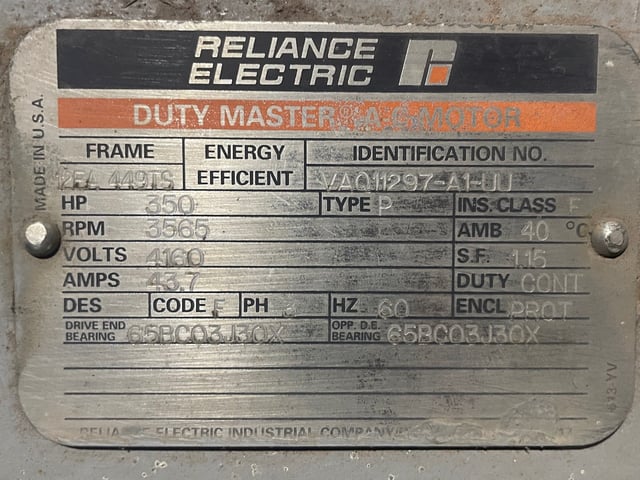 RELIANCE
ELECTRIC
DUTY MASTER® A-C MOTOR
MADE IN U.S.A.
FRAME 449TS
ENERGY EFFICIENT
IDENTIFICATION NO. VAQ11297-A1-UU
HP 350 TYPE P INS. CLASS F
RPM 3565 AMB 40 °C
VOLTS 4160 S.F. 1.15
AMPS 43.7 DUTY CONT
DES CODE F PH 3 HZ 60 ENCL PROT
DRIVE END BEARING 65BC03J30X OPP. D.E. BEARING 65BC03J30X
RELIANCE ELECTRIC INDUSTRIAL COMPANY